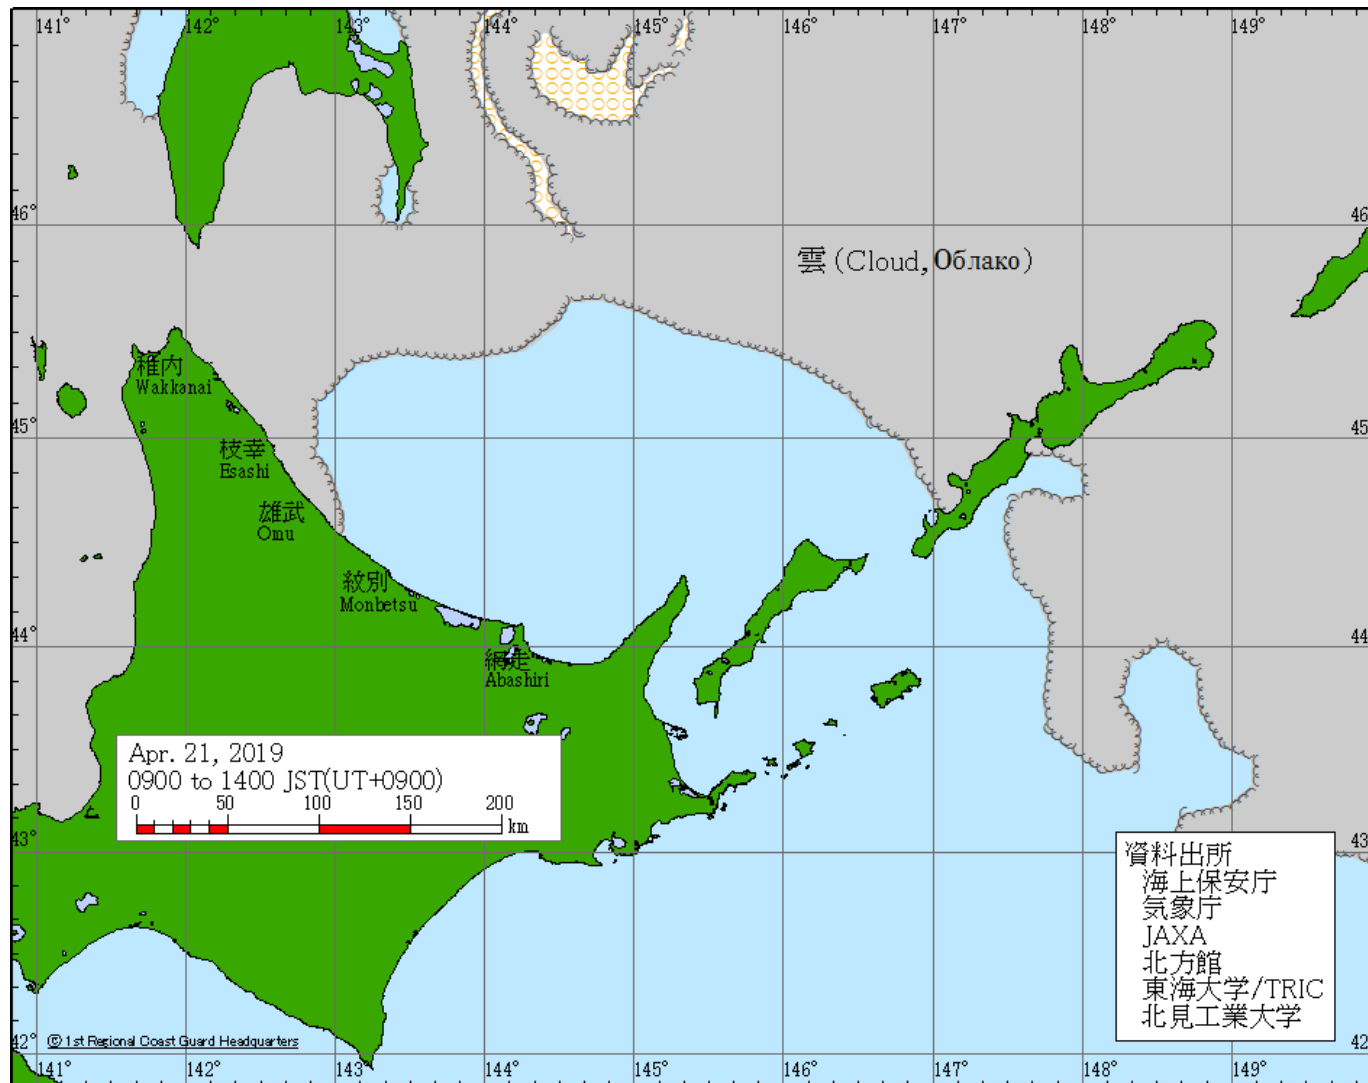 141° 142° 143° 144° 145° 146° 147° 148° 149°
46° 46
雲(Cloud, Облако)
稚内
Wakkanai
45° 45
枝幸
Esashi
雄武
Omu
紋別
Monbetsu
44° 44
網走
Abashiri
Apr. 21, 2019
0900 to 1400 JST(UT+0900)
0 50 100 150 200
km
43° 43
資料出所
海上保安庁
気象庁
JAXA
北方館
東海大学/TRIC
北見工業大学
42° 42
© 1st Regional Coast Guard Headquarters
141° 142° 143° 144° 145° 146° 147° 148° 149°